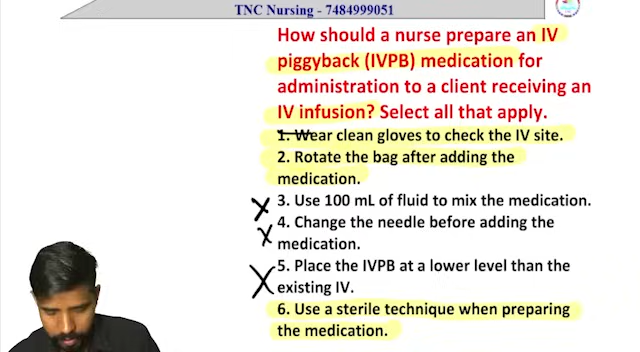 TNC Nursing - 7484999051
How should a nurse prepare an IV
piggyback (IVPB) medication for
administration to a client receiving an
IV infusion? Select all that apply.
1. Wear clean gloves to check the IV site.
2. Rotate the bag after adding the
medication.
3. Use 100 mL of fluid to mix the medication.
4. Change the needle before adding the
medication.
5. Place the IVPB at a lower level than the
existing IV.
6. Use a sterile technique when preparing
the medication.